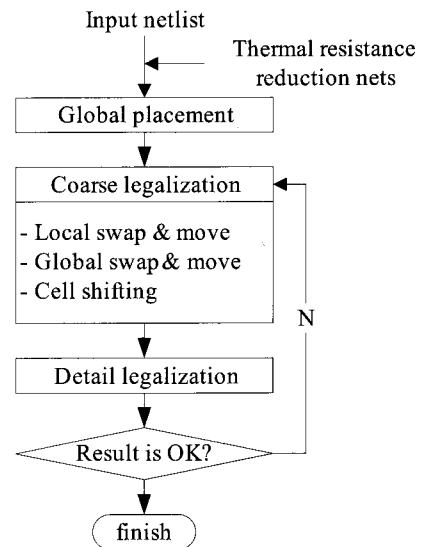 Input netlist
Thermal resistance
reduction nets
Global placement
Coarse legalization
- Local swap & move
- Global swap & move
- Cell shifting
N
Detail legalization
Result is OK?
finish